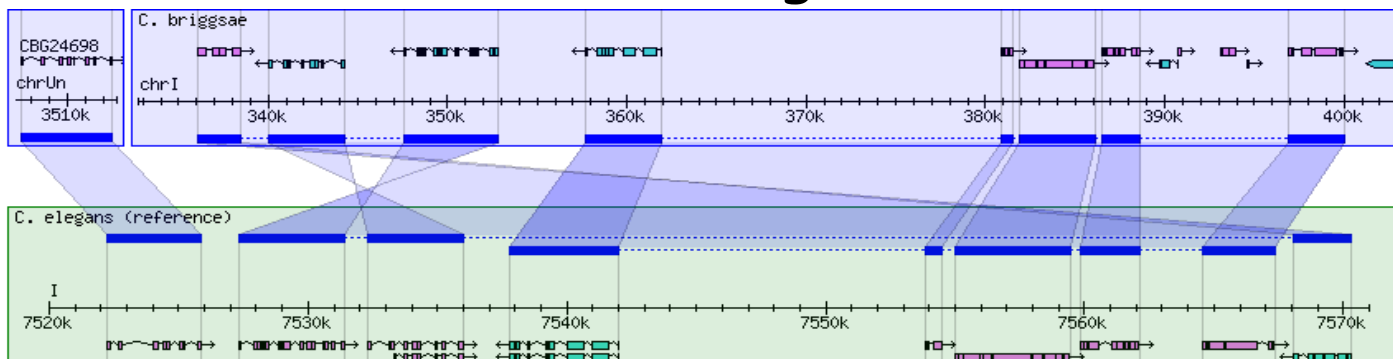 C. briggsae
CBG24698
chrUn
chrI
3510k
340k 350k 360k 370k 380k 390k 400k
C. elegans (reference)
I
7520k 7530k 7540k 7550k 7560k 7570k